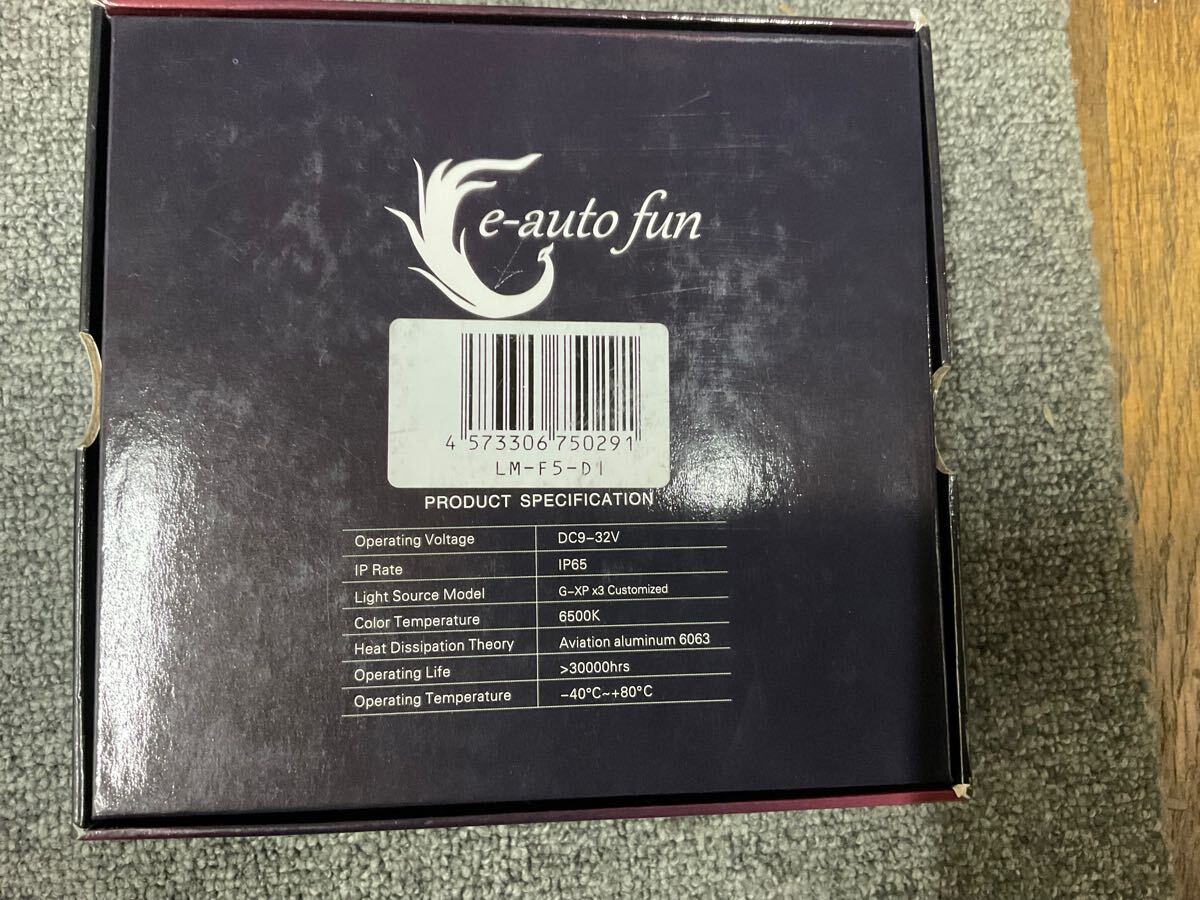 e-auto fun
4 573306 750291
LM-F5-D1
PRODUCT SPECIFICATION
Operating Voltage DC9-32V
IP Rate IP65
Light Source Model G-XP x3 Customized
Color Temperature 6500K
Heat Dissipation Theory Aviation aluminum 6063
Operating Life >30000hrs
Operating Temperature -40°C~+80°C